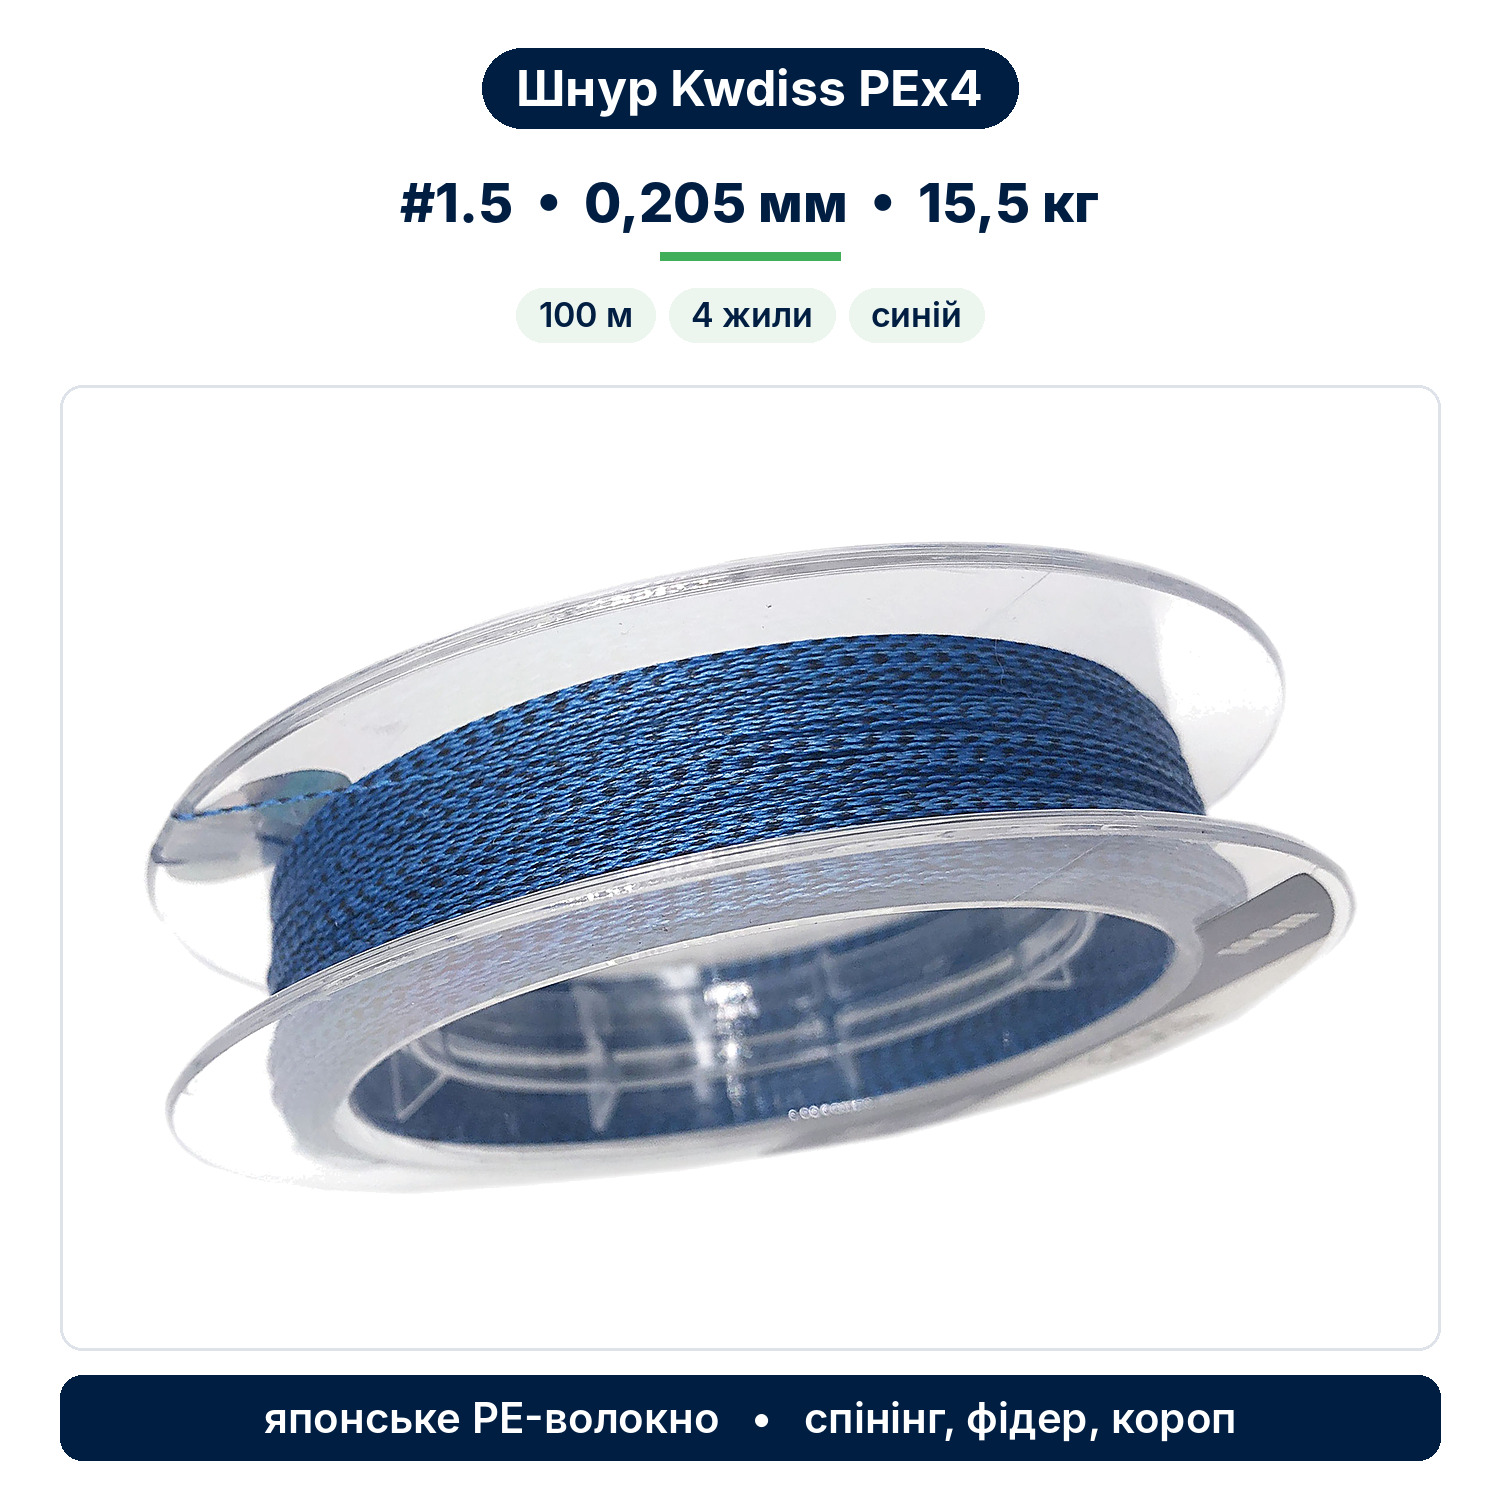 Шнур Kwdiss PEx4
#1.5 • 0,205 мм • 15,5 кг
100 м 4 жили синій
японське PE-волокно • спінінг, фідер, короп